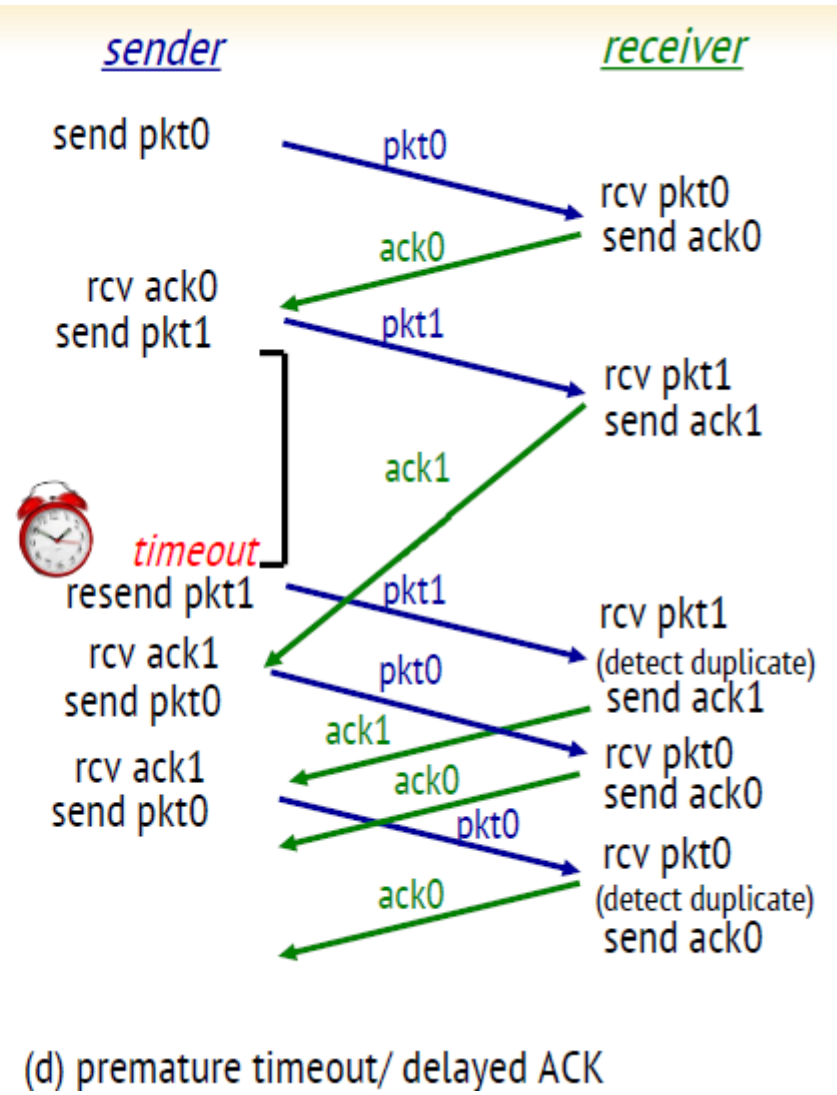 sender receiver
send pkt0
pkt0
rcv pkt0
send ack0
ack0
rcv ack0
send pkt1
pkt1
rcv pkt1
send ack1
ack1
timeout
resend pkt1
pkt1
rcv pkt1
(detect duplicate)
send ack1
rcv ack1
send pkt0
pkt0
ack1
rcv pkt0
send ack0
rcv ack1
send pkt0
ack0
pkt0
rcv pkt0
(detect duplicate)
send ack0
ack0
(d) premature timeout/ delayed ACK